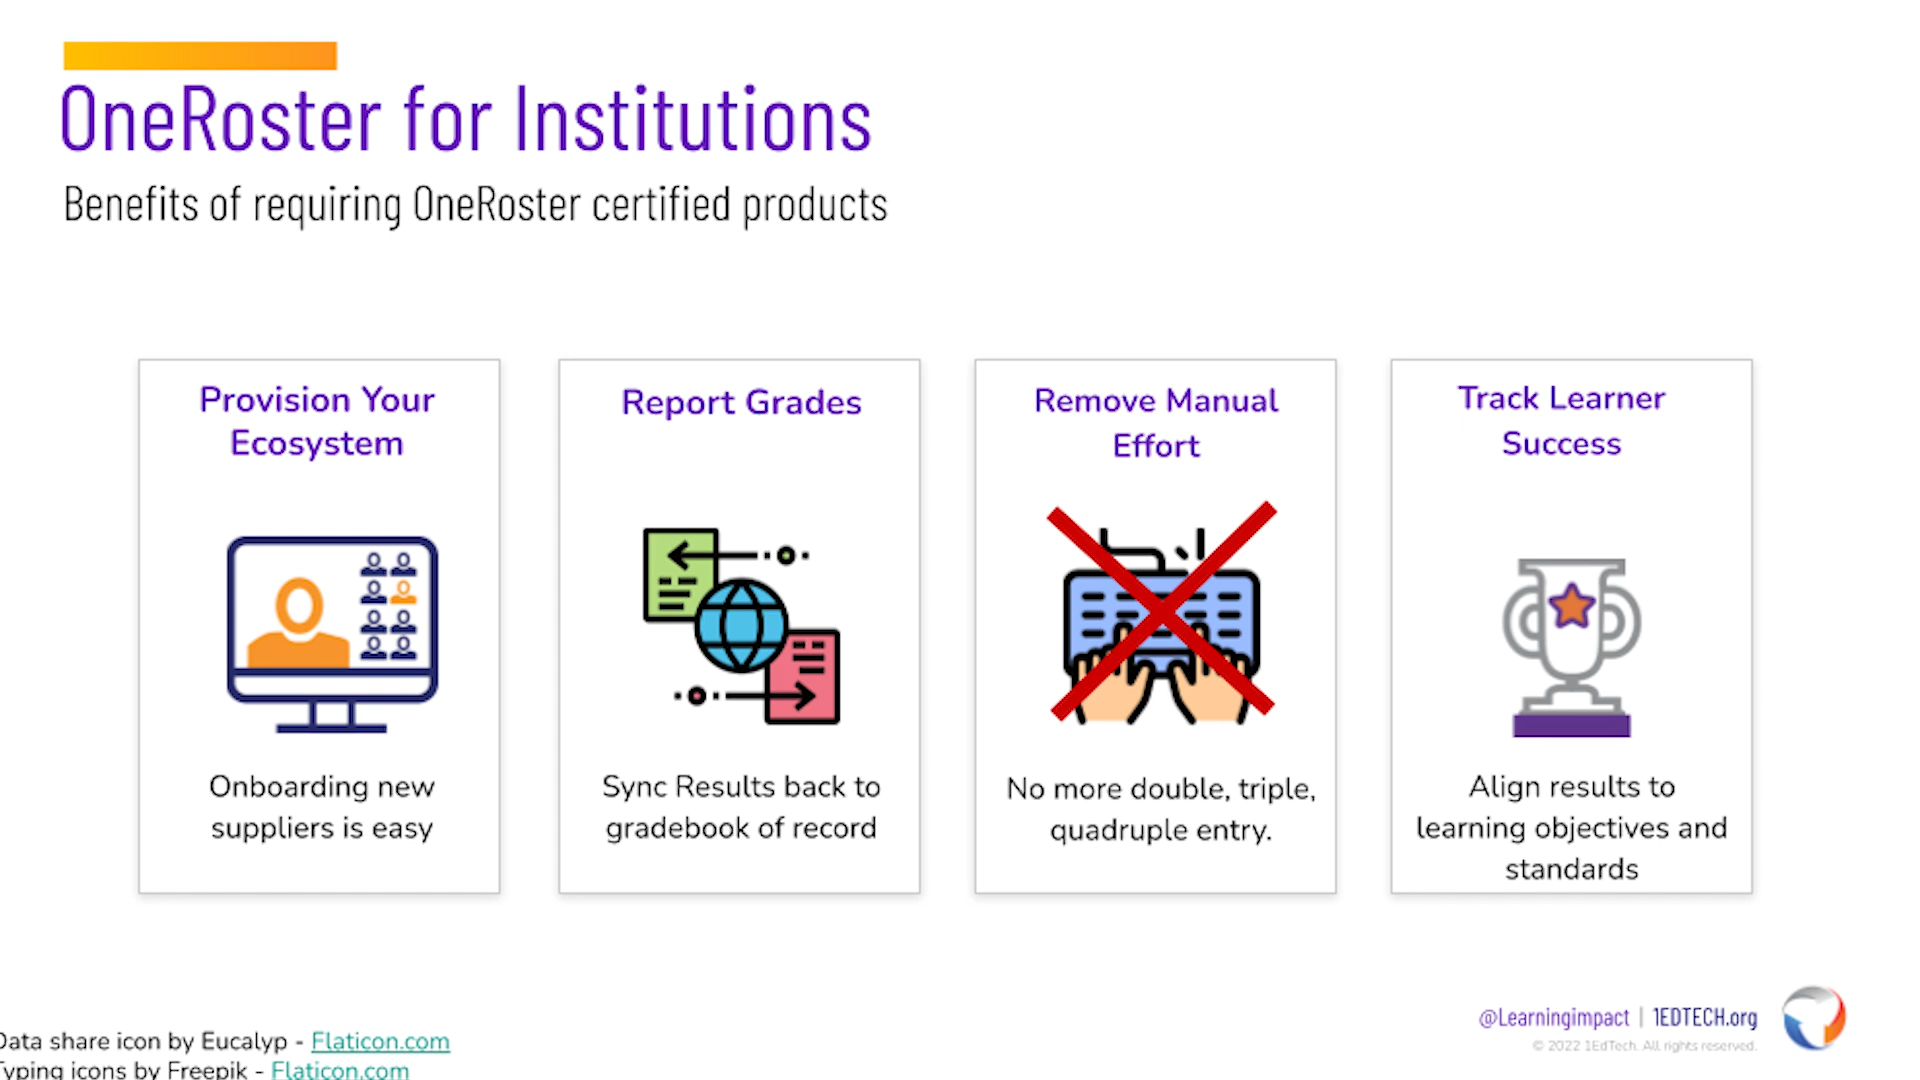 OneRoster for Institutions
Benefits of requiring OneRoster certified products
Provision Your
Ecosystem
Onboarding new
suppliers is easy
Report Grades
Sync Results back to
gradebook of record
Remove Manual
Effort
No more double, triple,
quadruple entry.
Track Learner
Success
Align results to
learning objectives and
standards
Data share icon by Eucalyp - Flaticon.com
Typing icons by Freepik - Flaticon.com
@Learningimpact | 1EDTECH.org
© 2022 1EdTech. All rights reserved.